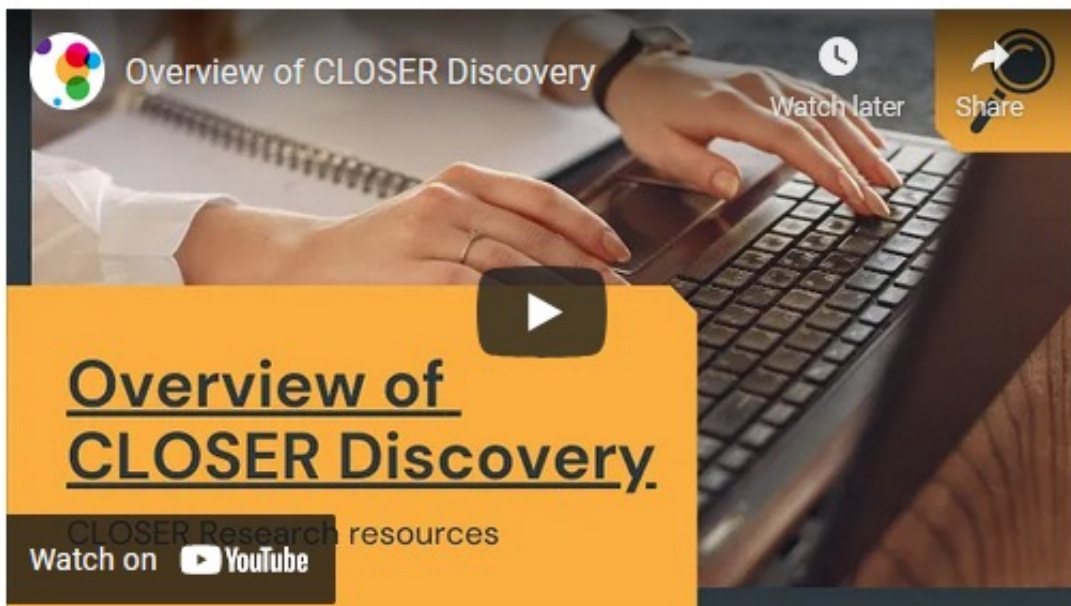 Overview of CLOSER Discovery
Watch later
Share
Overview of
CLOSER Discovery
CLOSER Research resources
Watch on YouTube